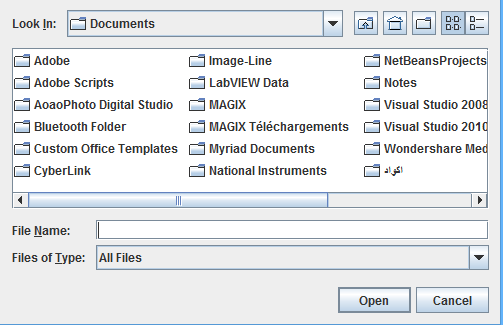 Look In: Documents
Adobe Image-Line NetBeansProjects
Adobe Scripts LabVIEW Data Notes
AoaoPhoto Digital Studio MAGIX Visual Studio 2008
Bluetooth Folder MAGIX Téléchargements Visual Studio 2010
Custom Office Templates Myriad Documents Wondershare Med
CyberLink National Instruments اكواد
File Name:
Files of Type: All Files
Open Cancel